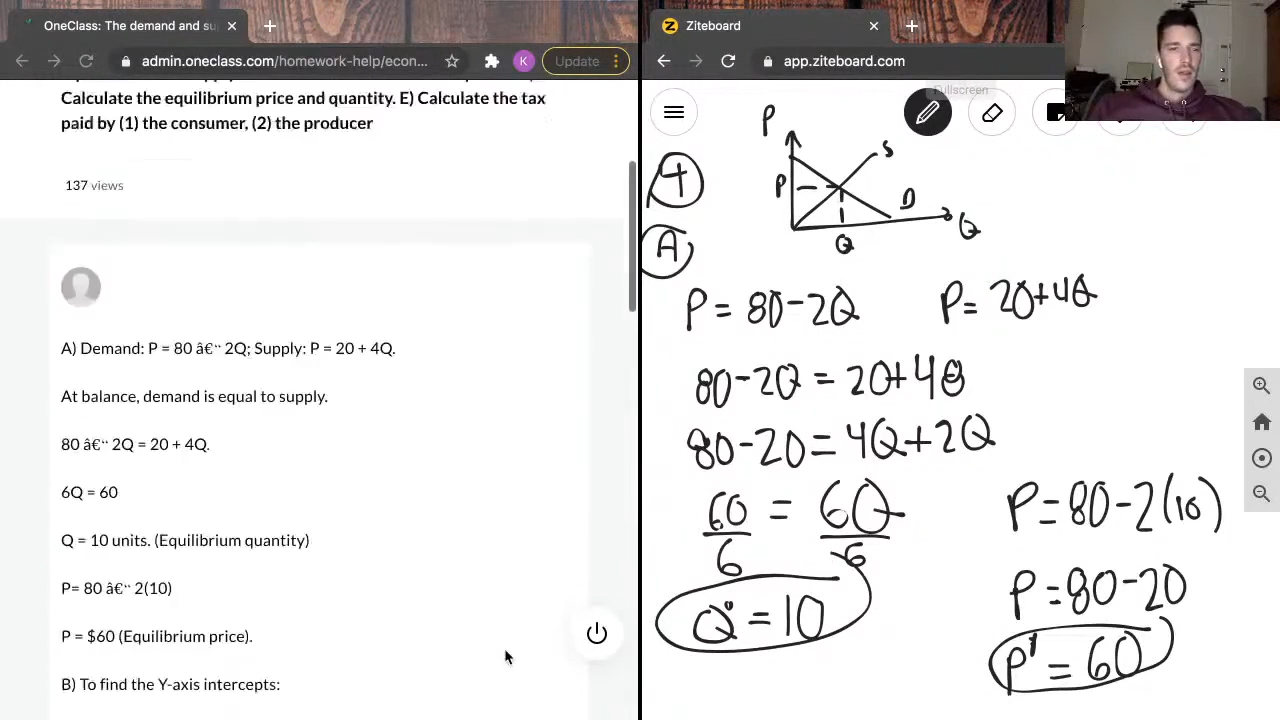 OneClass: The demand and su
admin.oneclass.com/homework-help/econ...
K
Update
Calculate the equilibrium price and quantity. E) Calculate the tax
paid by (1) the consumer, (2) the producer
137 views
A) Demand: P = 80 â€“ 2Q; Supply: P = 20 + 4Q.
At balance, demand is equal to supply.
80 â€“ 2Q = 20 + 4Q.
6Q = 60
Q = 10 units. (Equilibrium quantity)
P= 80 â€“ 2(10)
P = $60 (Equilibrium price).
B) To find the Y-axis intercepts:
Ziteboard
app.ziteboard.com
Fullscreen
P
S
P
D
Q
Q
A
P = 80-2Q
P = 20+4Q
80-2Q = 20+4Q
80-20 = 4Q+2Q
60 = 6Q
6 6
Q' = 10
P = 80-2(10)
P = 80-20
P' = 60